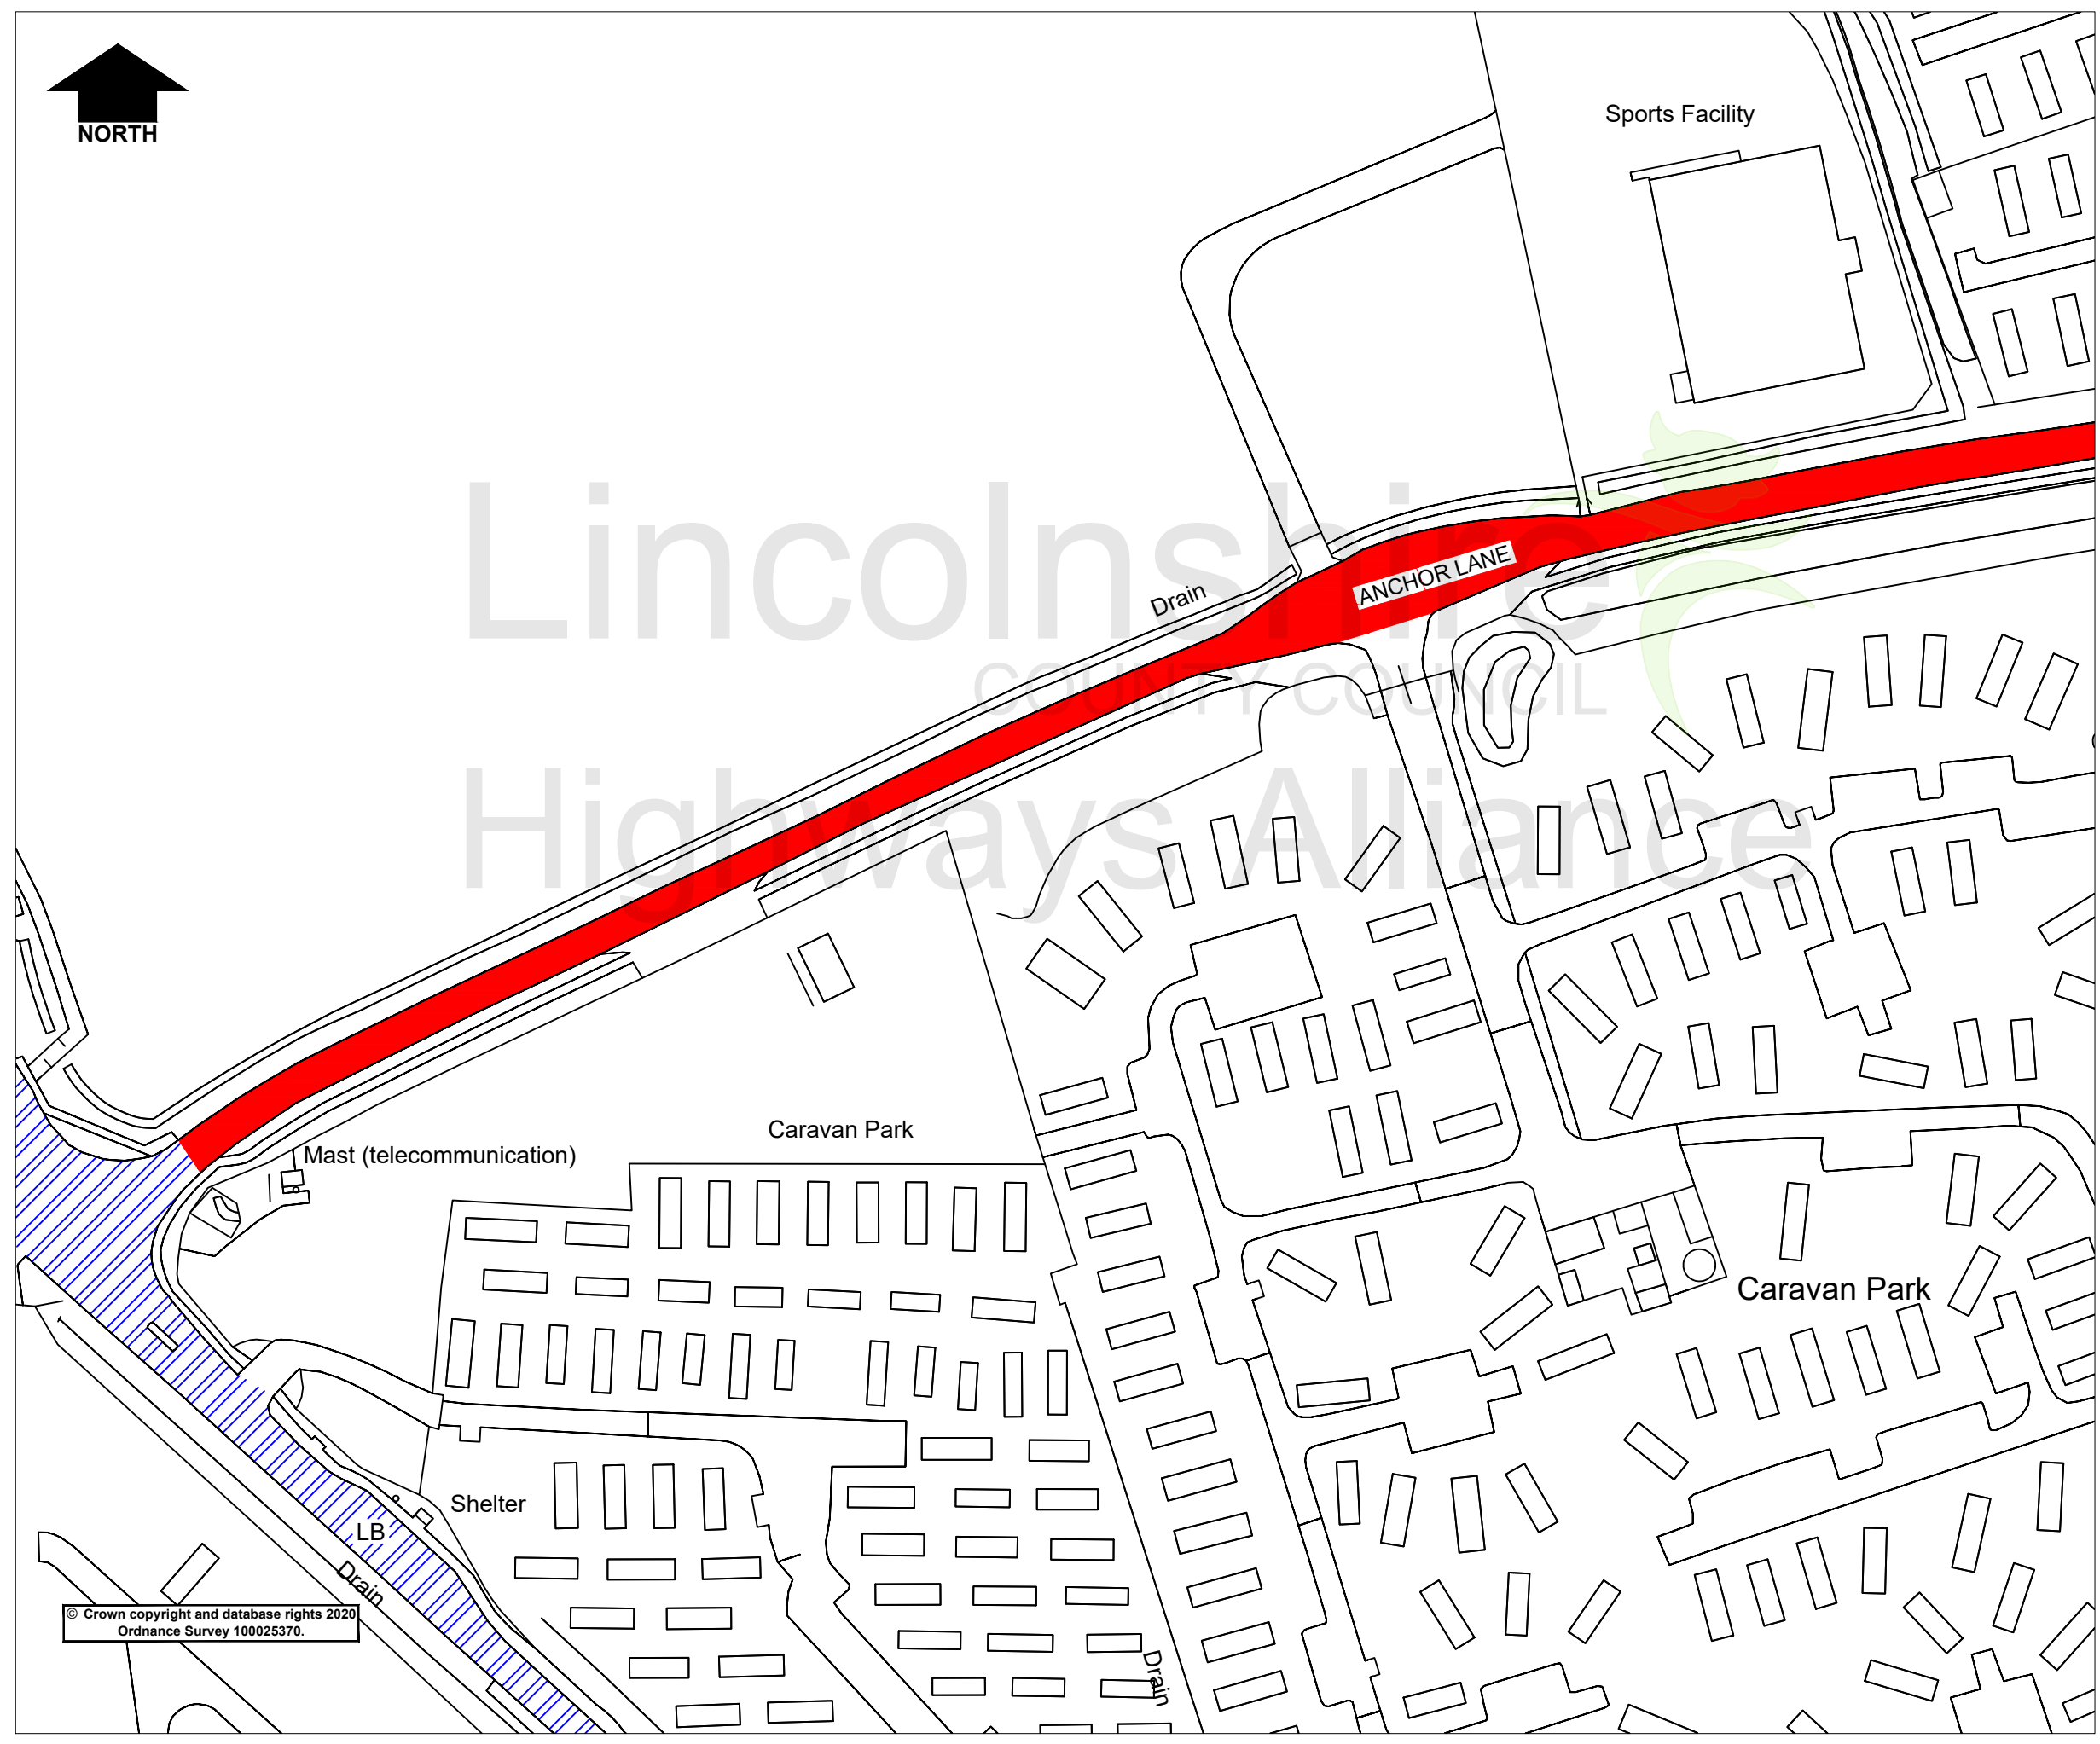 NORTH
Sports Facility
Lincolnshire
ANCHOR LANE
Drain
COUNTY COUNCIL
Highways Alliance
Caravan Park
Mast (telecommunication)
Caravan Park
Shelter
LB
Drain
© Crown copyright and database rights 2020
Ordnance Survey 100025370.
Drain